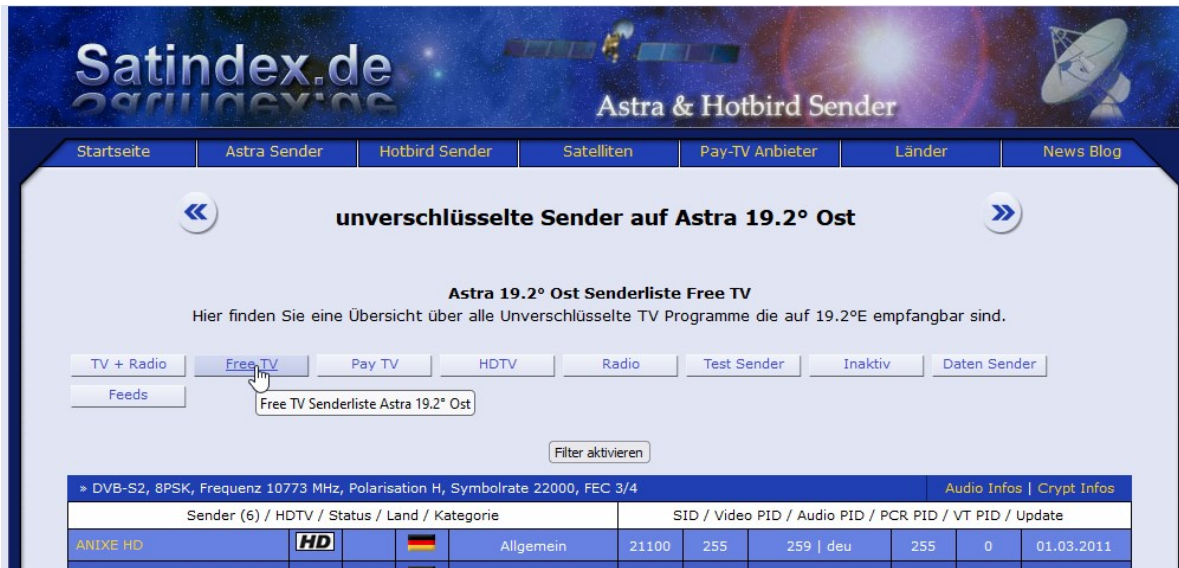 Satindex.de
Astra & Hotbird Sender
Startseite Astra Sender Hotbird Sender Satelliten Pay-TV Anbieter Länder News Blog
« unverschlüsselte Sender auf Astra 19.2° Ost »
Astra 19.2° Ost Senderliste Free TV
Hier finden Sie eine Übersicht über alle Unverschlüsselte TV Programme die auf 19.2°E empfangbar sind.
TV + Radio Free TV Pay TV HDTV Radio Test Sender Inaktiv Daten Sender
Feeds
Free TV Senderliste Astra 19.2° Ost
Filter aktivieren
» DVB-S2, 8PSK, Frequenz 10773 MHz, Polarisation H, Symbolrate 22000, FEC 3/4 Audio Infos | Crypt Infos
Sender (6) / HDTV / Status / Land / Kategorie SID / Video PID / Audio PID / PCR PID / VT PID / Update
ANIXE HD HD Allgemein 21100 255 259 | deu 255 0 01.03.2011